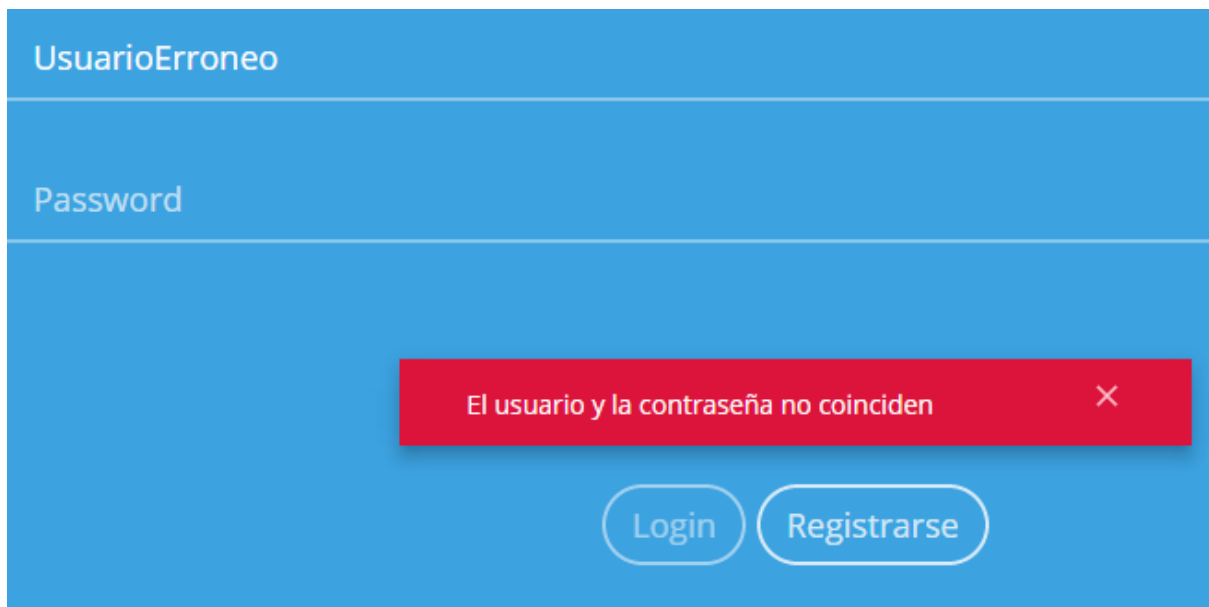 UsuarioErroneo
Password
El usuario y la contraseña no coinciden
Login
Registrarse